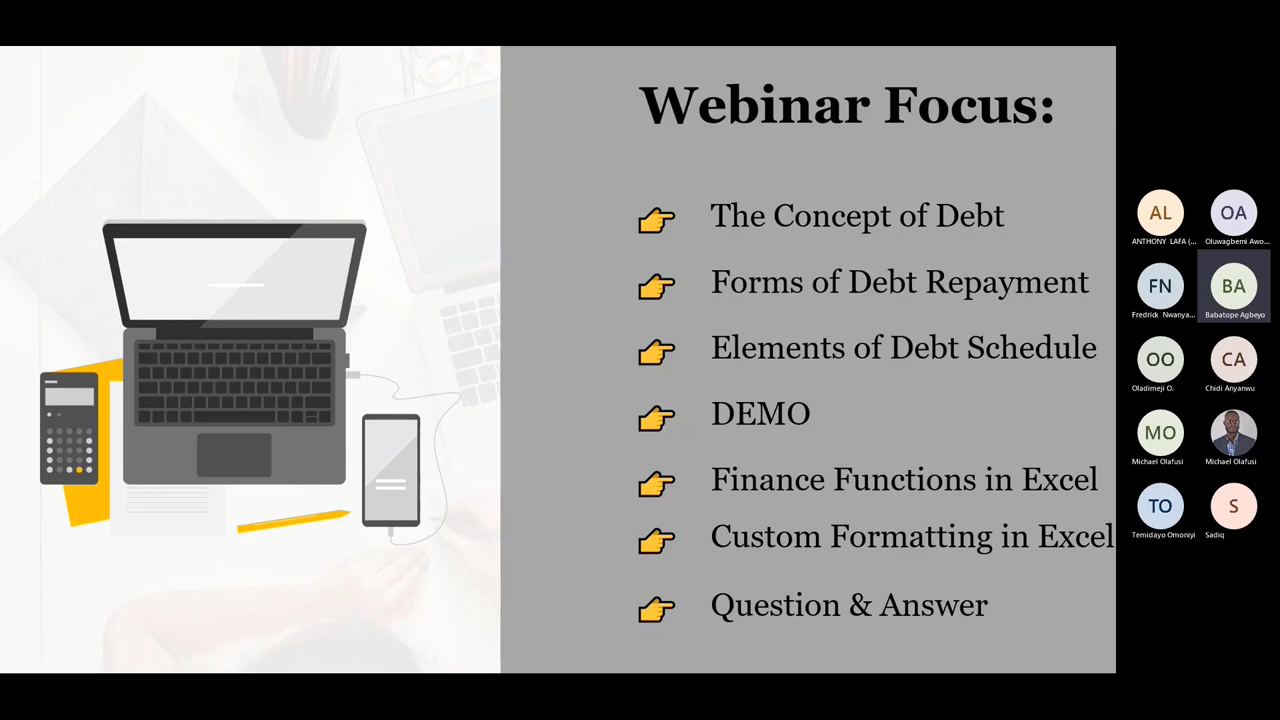 Webinar Focus:
The Concept of Debt
Forms of Debt Repayment
Elements of Debt Schedule
DEMO
Finance Functions in Excel
Custom Formatting in Excel
Question & Answer
AL
OA
ANTHONY LAFA (...
Oluwagbemi Awo...
FN
BA
Fredrick Nwanya...
Babatope Agbeyo
OO
CA
Oladimeji O.
Chidi Anyanwu
MO
Michael Olafusi
Michael Olafusi
TO
S
Temidayo Omoniyi
Sadiq